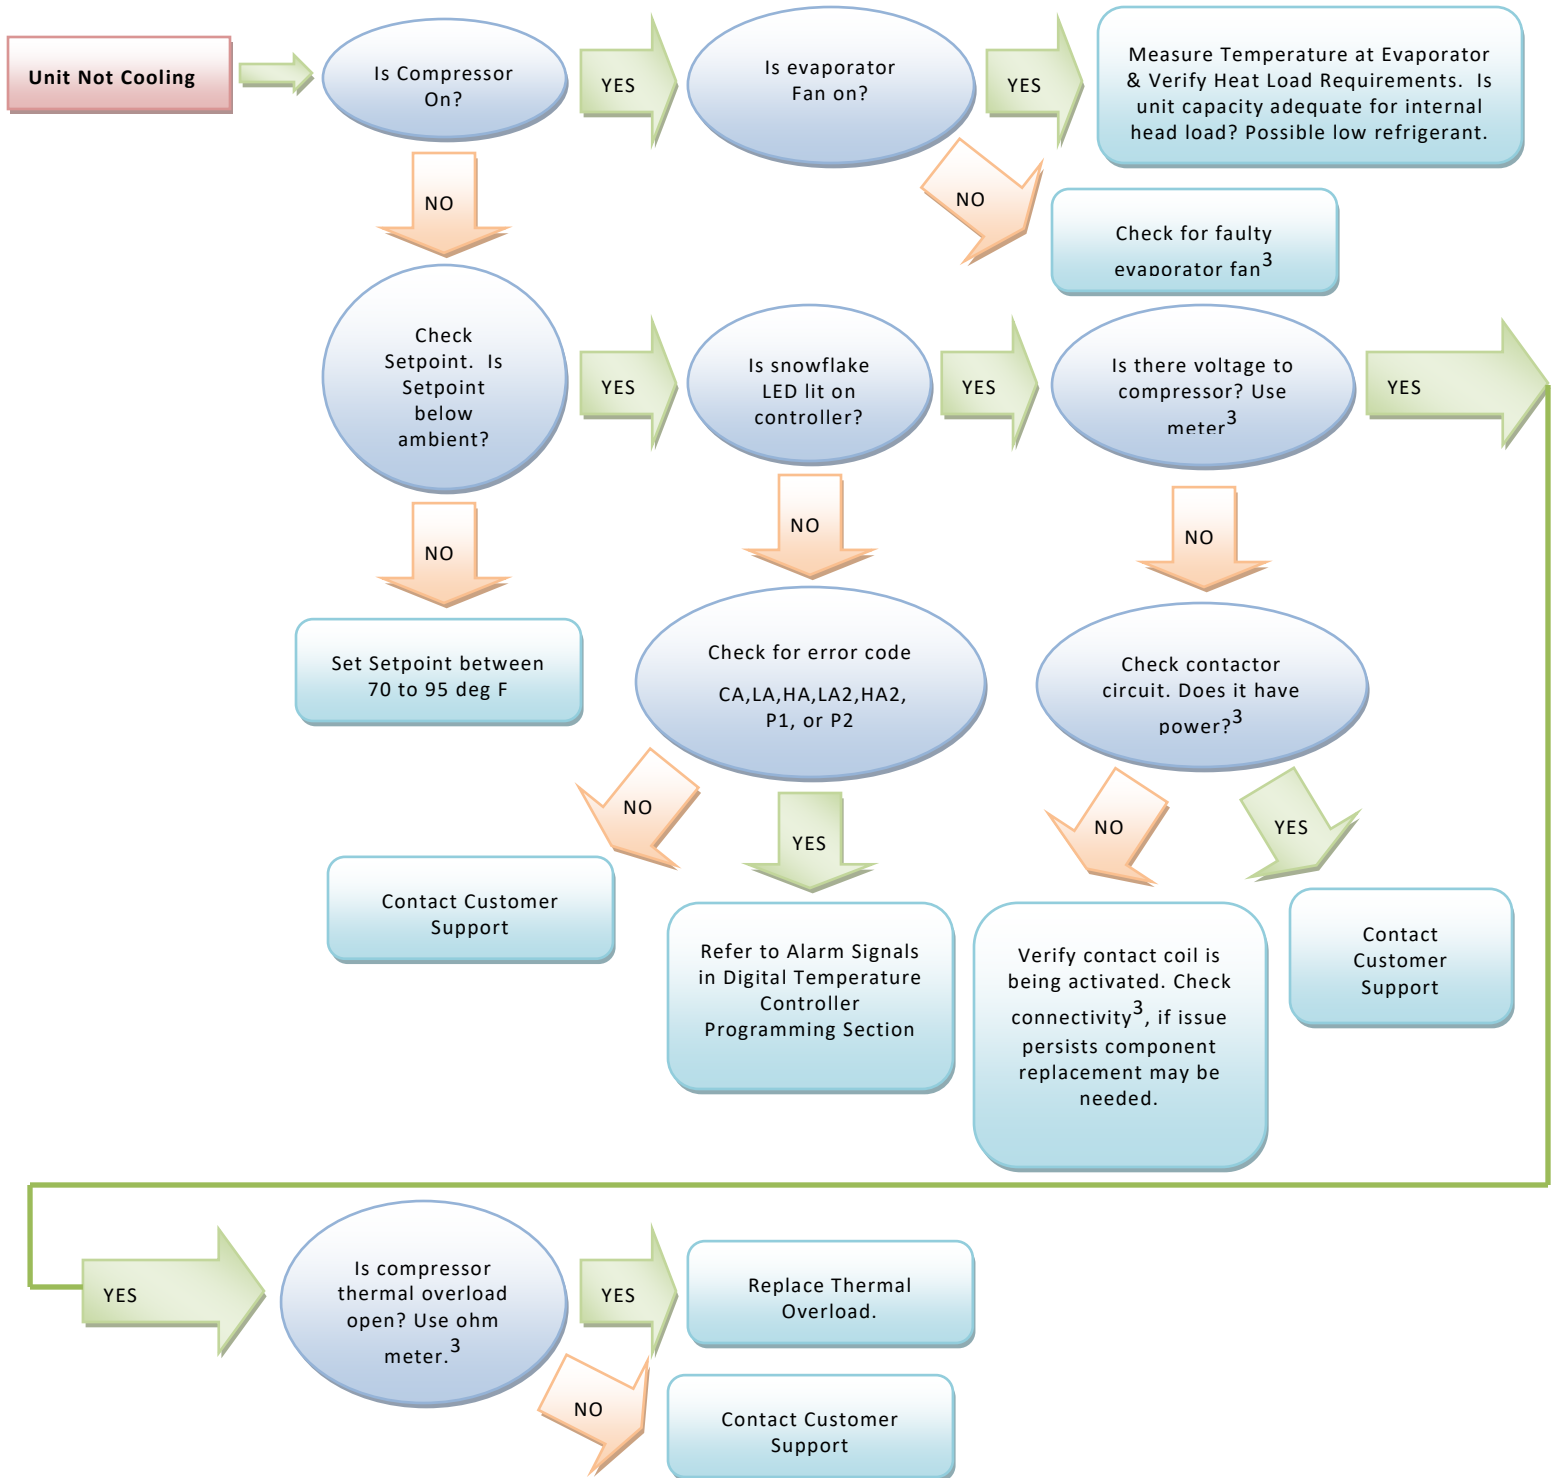 Unit Not Cooling
Is Compressor
On?
YES
Is evaporator
Fan on?
YES
Measure Temperature at Evaporator
& Verify Heat Load Requirements.  Is
unit capacity adequate for internal
head load? Possible low refrigerant.
NO
NO
Check for faulty
evaporator fan3
Check
Setpoint.  Is
Setpoint
below
ambient?
YES
Is snowflake
LED lit on
controller?
YES
Is there voltage to
compressor? Use
meter3
YES
NO
NO
NO
Set Setpoint between
70 to 95 deg F
Check for error code
CA,LA,HA,LA2,HA2,
P1, or P2
Check contactor
circuit. Does it have
power?3
NO
YES
NO
YES
Contact Customer
Support
Refer to Alarm Signals
in Digital Temperature
Controller
Programming Section
Verify contact coil is
being activated. Check
connectivity3, if issue
persists component
replacement may be
needed.
Contact
Customer
Support
YES
Is compressor
thermal overload
open? Use ohm
meter.3
YES
Replace Thermal
Overload.
NO
Contact Customer
Support